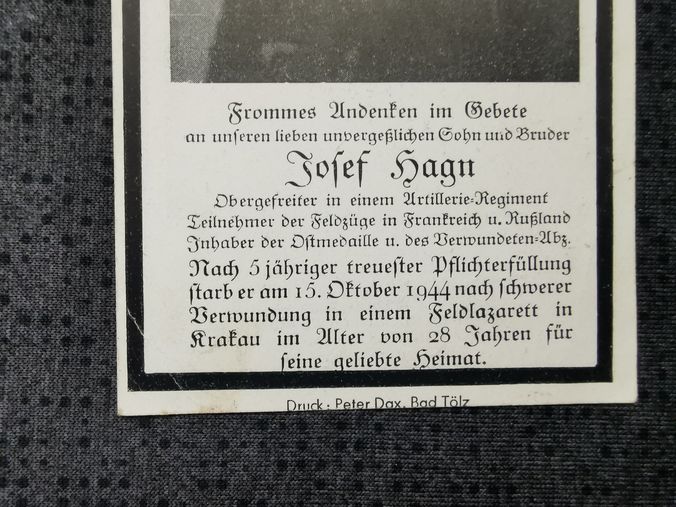 Frommes Andenken im Gebete
an unseren lieben unvergeßlichen Sohn und Bruder
Josef Hagn
Obergefreiter in einem Artillerie-Regiment
Teilnehmer der Feldzüge in Frankreich u. Rußland
Inhaber der Ostmedaille u. des Verwundeten-Abz.
Nach 5jähriger treuester Pflichterfüllung
starb er am 15. Oktober 1944 nach schwerer
Verwundung in einem Feldlazarett in
Krakau im Alter von 28 Jahren für
seine geliebte Heimat.
Druck: Peter Dax, Bad Tölz